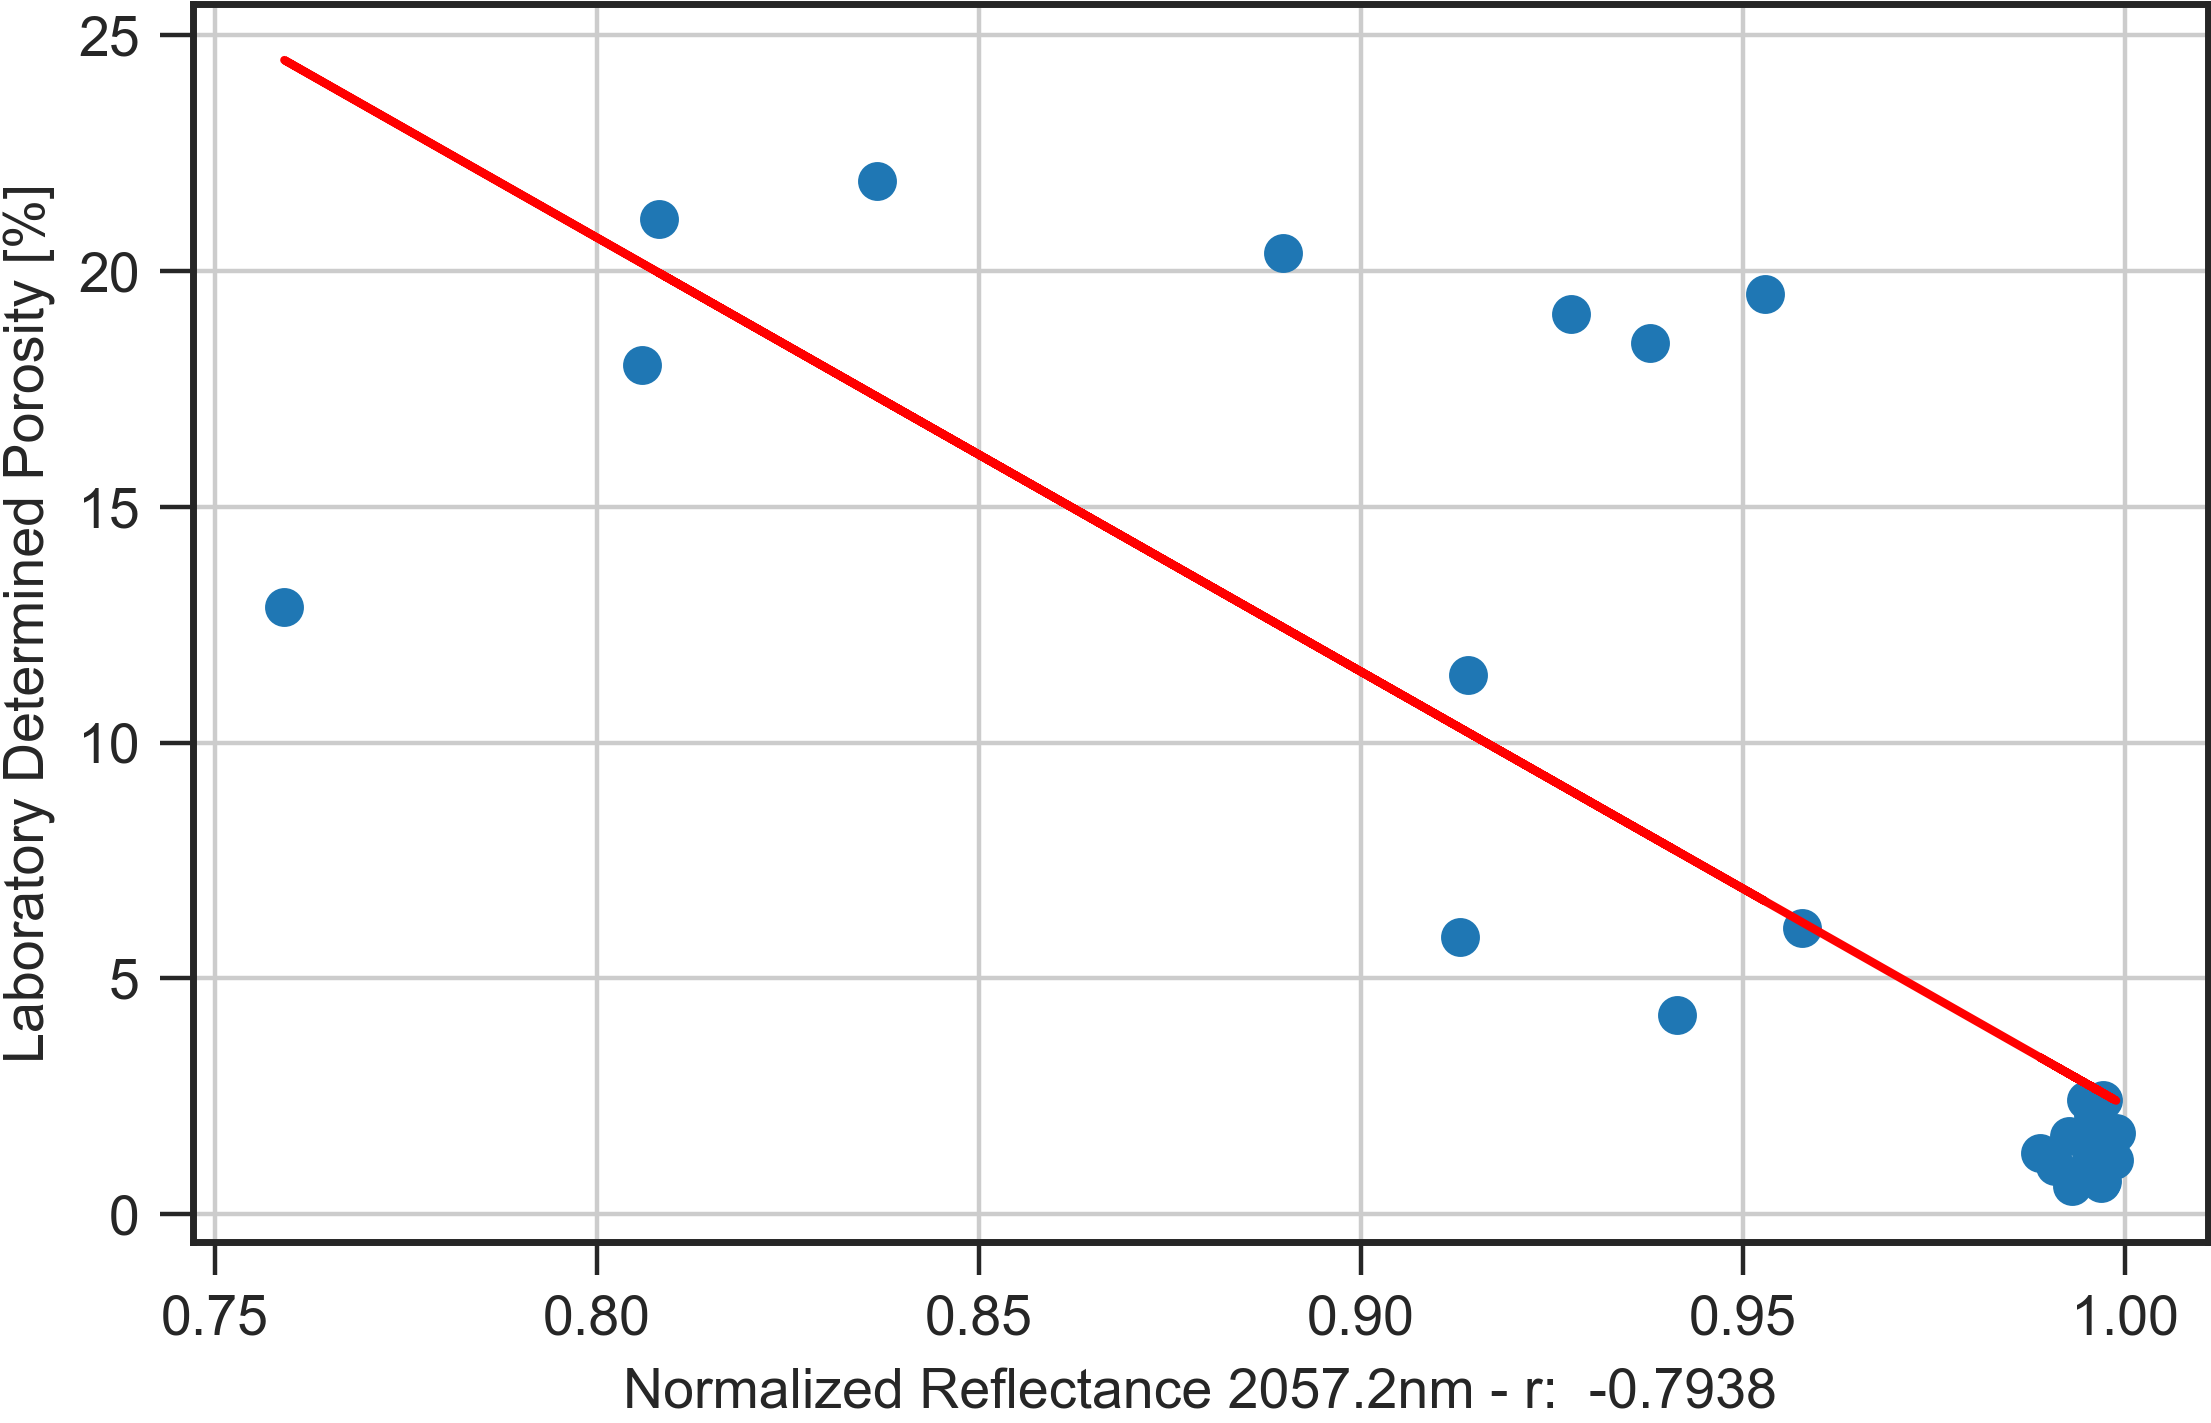 Laboratory Determined Porosity [%]
25
20
15
10
5
0
0.75 0.80 0.85 0.90 0.95 1.00
Normalized Reflectance 2057.2nm - r:  -0.7938